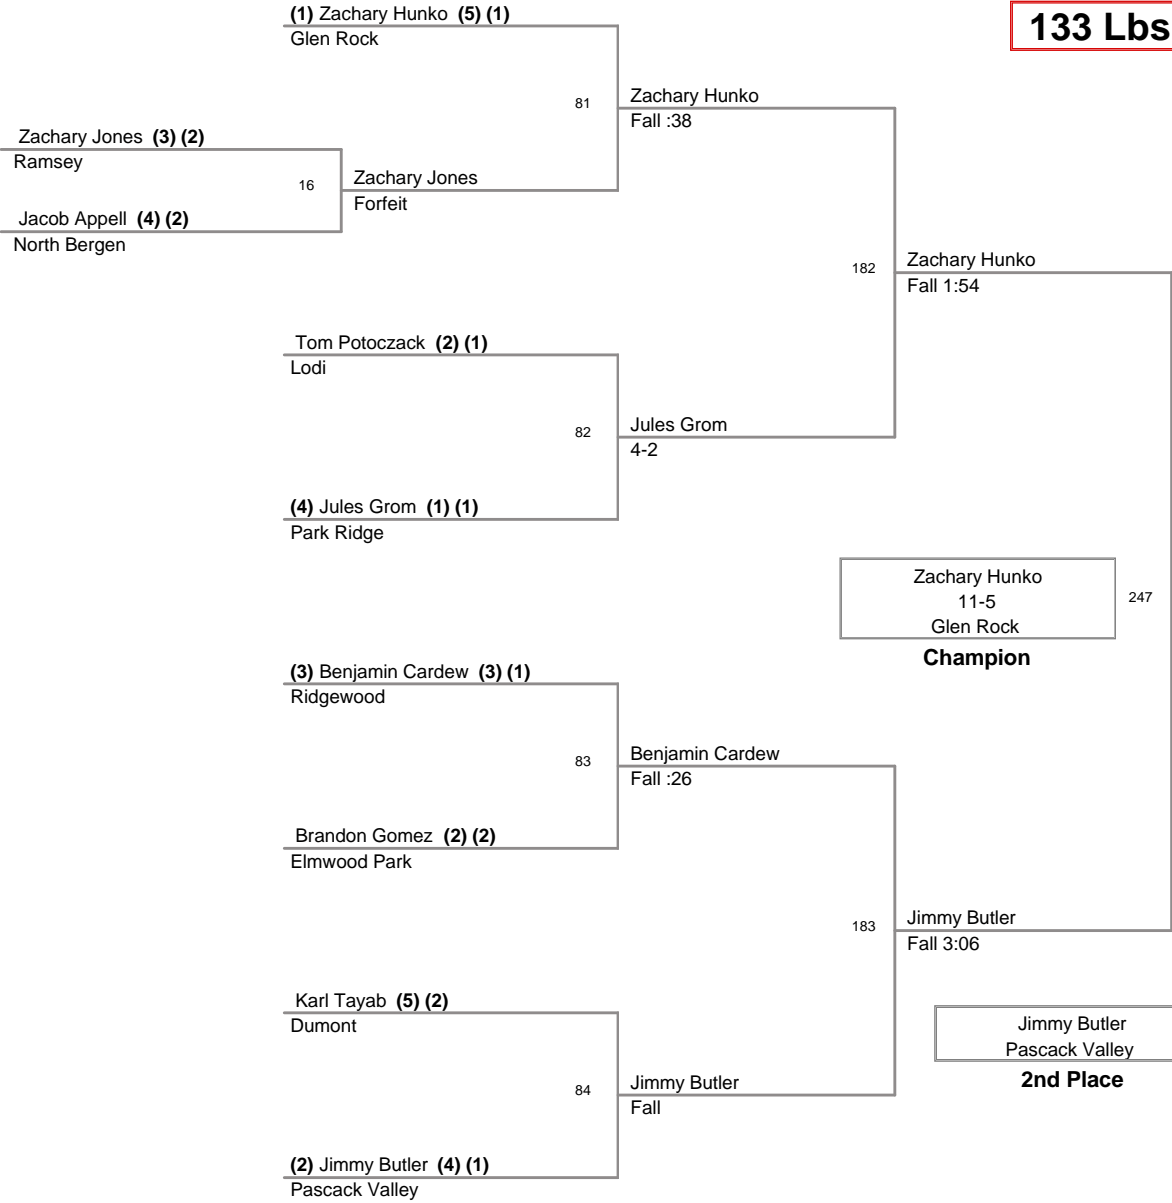 (1) Zachary Hunko (5) (1)
Glen Rock
133 Lbs
81
Zachary Hunko
Fall :38
Zachary Jones (3) (2)
Ramsey
16
Zachary Jones
Forfeit
Jacob Appell (4) (2)
North Bergen
182
Zachary Hunko
Fall 1:54
Tom Potoczack (2) (1)
Lodi
82
Jules Grom
4-2
(4) Jules Grom (1) (1)
Park Ridge
Zachary Hunko
11-5
Glen Rock
247
Champion
(3) Benjamin Cardew (3) (1)
Ridgewood
83
Benjamin Cardew
Fall :26
Brandon Gomez (2) (2)
Elmwood Park
183
Jimmy Butler
Fall 3:06
Karl Tayab (5) (2)
Dumont
Jimmy Butler
Pascack Valley
2nd Place
84
Jimmy Butler
Fall
(2) Jimmy Butler (4) (1)
Pascack Valley